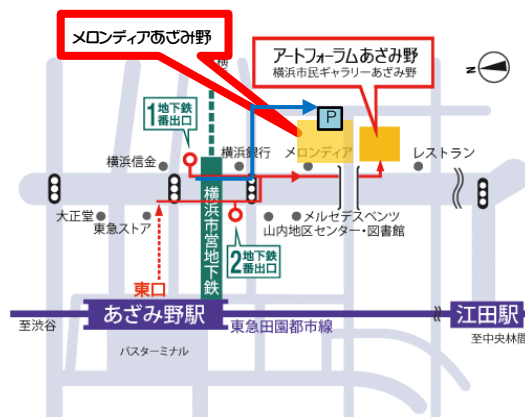 メロンディアあざみ野
アートフォーラムあざみ野
横浜市民ギャラリーあざみ野
横
N
P
1 地下鉄
番出口
横浜信金
横浜銀行
メロンディア
レストラン
大正堂
東急ストア
横浜市営地下鉄
メルセデスベンツ
山内地区センター・図書館
2 地下鉄
番出口
東口
あざみ野駅
東急田園都市線
江田駅
至渋谷
至中央林間
バスターミナル